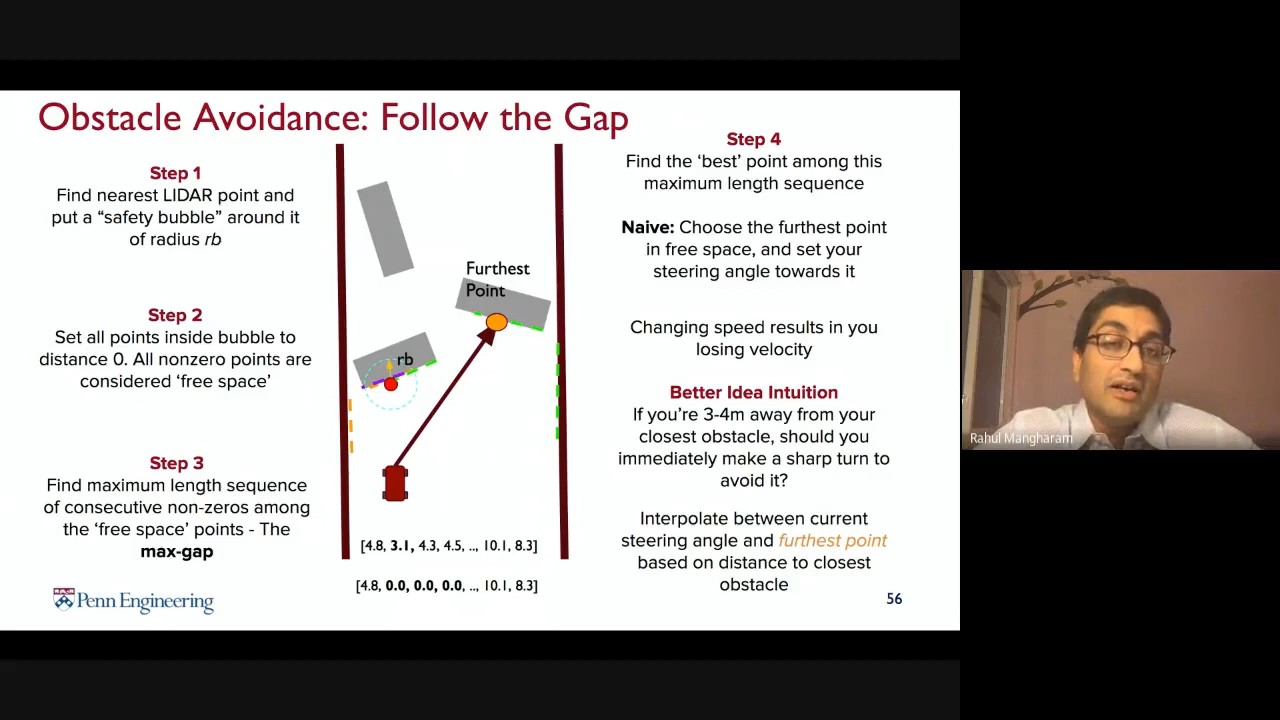 Obstacle Avoidance: Follow the Gap
Step 1
Find nearest LIDAR point and
put a “safety bubble” around it
of radius rb
Step 2
Set all points inside bubble to
distance 0. All nonzero points are
considered ‘free space’
Step 3
Find maximum length sequence
of consecutive non-zeros among
the ‘free space’ points - The
max-gap
Penn Engineering
Furthest
Point
rb
[4.8, 3.1, 4.3, 4.5, .., 10.1, 8.3]
[4.8, 0.0, 0.0, 0.0, .., 10.1, 8.3]
Step 4
Find the ‘best’ point among this
maximum length sequence
Naive: Choose the furthest point
in free space, and set your
steering angle towards it
Changing speed results in you
losing velocity
Better Idea Intuition
If you’re 3-4m away from your
closest obstacle, should you
immediately make a sharp turn to
avoid it?
Interpolate between current
steering angle and furthest point
based on distance to closest
obstacle
56
Rahul Mangharam